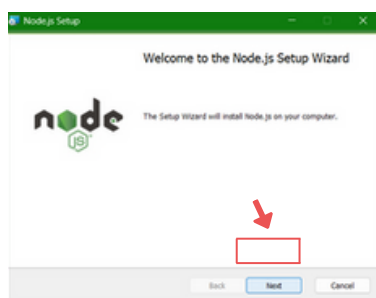 Node.js Setup
Welcome to the Node.js Setup Wizard
node
JS
The Setup Wizard will install Node.js on your computer.
Back Next Cancel